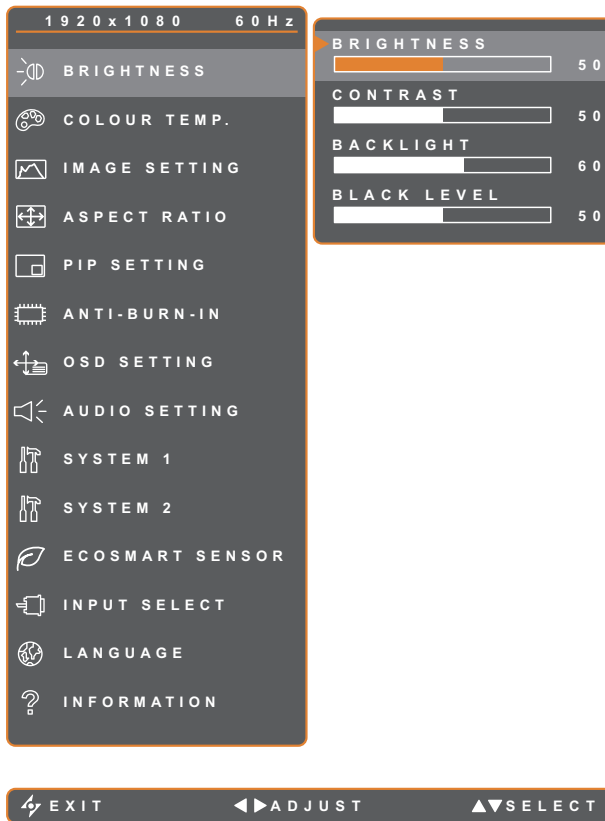 1920x1080 60Hz
BRIGHTNESS
COLOUR TEMP.
IMAGE SETTING
ASPECT RATIO
PIP SETTING
ANTI-BURN-IN
OSD SETTING
AUDIO SETTING
SYSTEM 1
SYSTEM 2
ECOSMART SENSOR
INPUT SELECT
LANGUAGE
INFORMATION
BRIGHTNESS
50
CONTRAST
50
BACKLIGHT
60
BLACK LEVEL
50
EXIT ADJUST SELECT